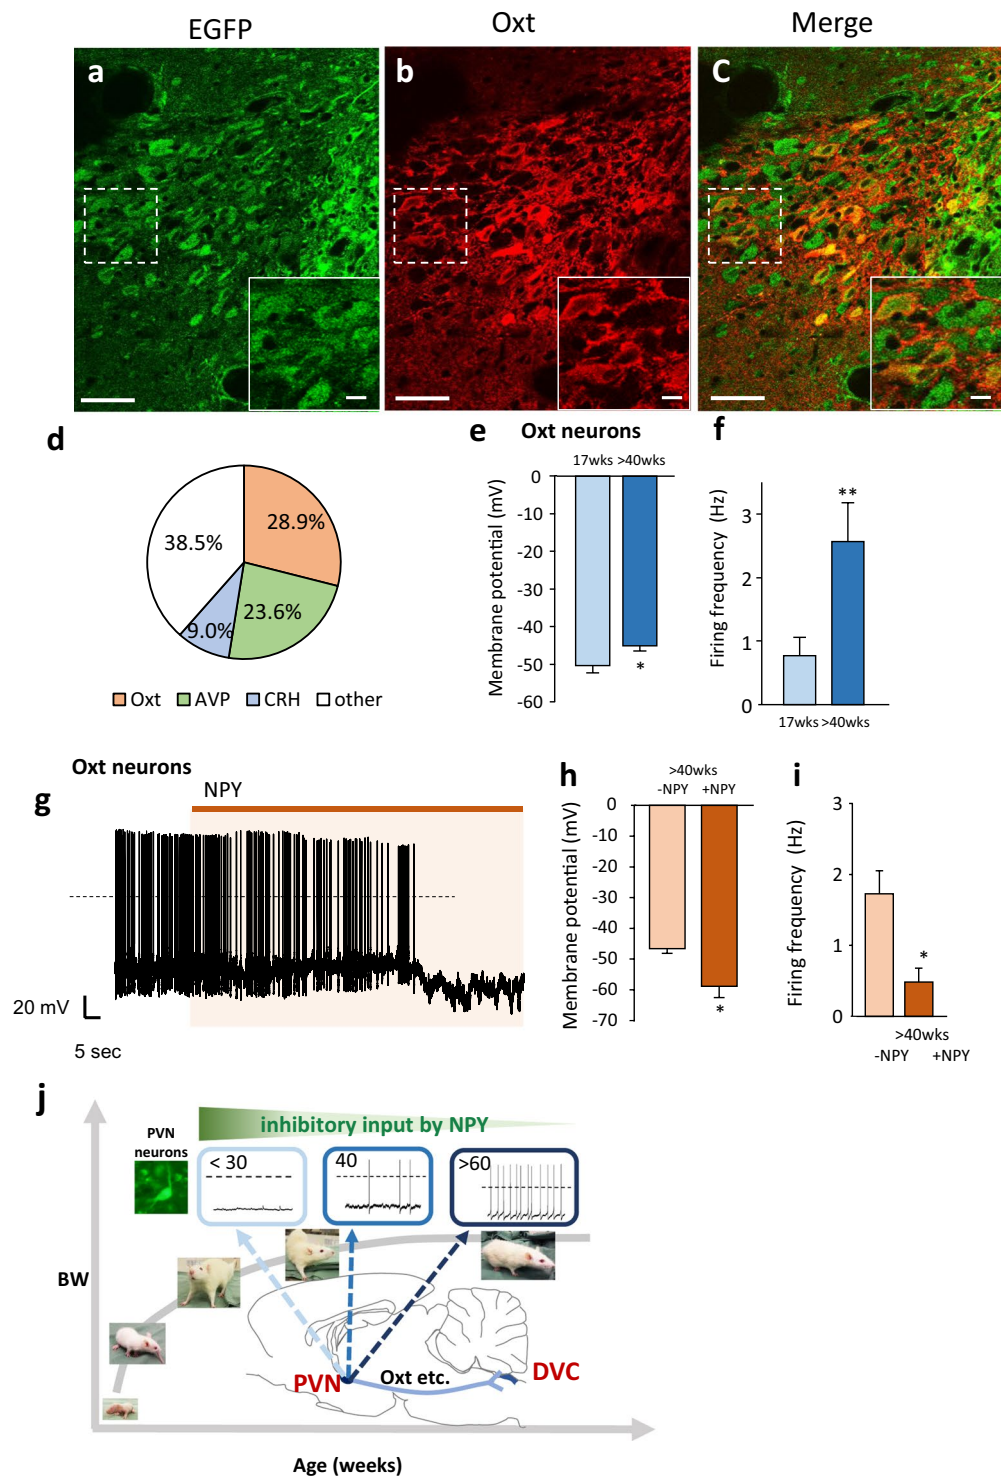 EGFP Oxt Merge
a b C
d
28.9%
38.5%
23.6%
9.0%
Oxt AVP CRH other
e Oxt neurons
17wks >40wks
Membrane potential (mV)
0
-10
-20
-30
-40
-50
-60
*
f
Firing frequency (Hz)
3
2
1
0
**
17wks >40wks
Oxt neurons
g NPY
20 mV
5 sec
h
>40wks
-NPY +NPY
Membrane potential (mV)
0
-10
-20
-30
-40
-50
-60
-70
*
i
Firing frequency (Hz)
3
2
1
0
*
>40wks
-NPY +NPY
j
inhibitory input by NPY
PVN
neurons
< 30 40 >60
BW
PVN Oxt etc. DVC
Age (weeks)